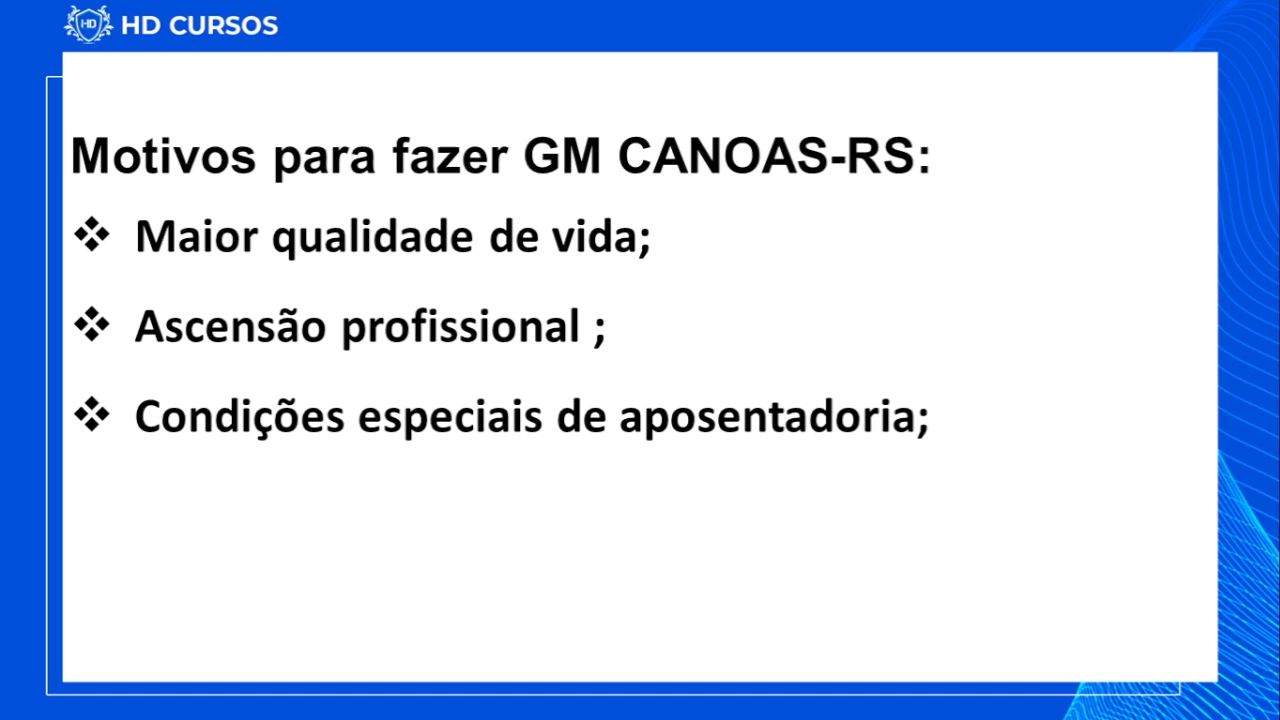 HD CURSOS
Motivos para fazer GM CANOAS-RS:
❖ Maior qualidade de vida;
❖ Ascensão profissional ;
❖ Condições especiais de aposentadoria;